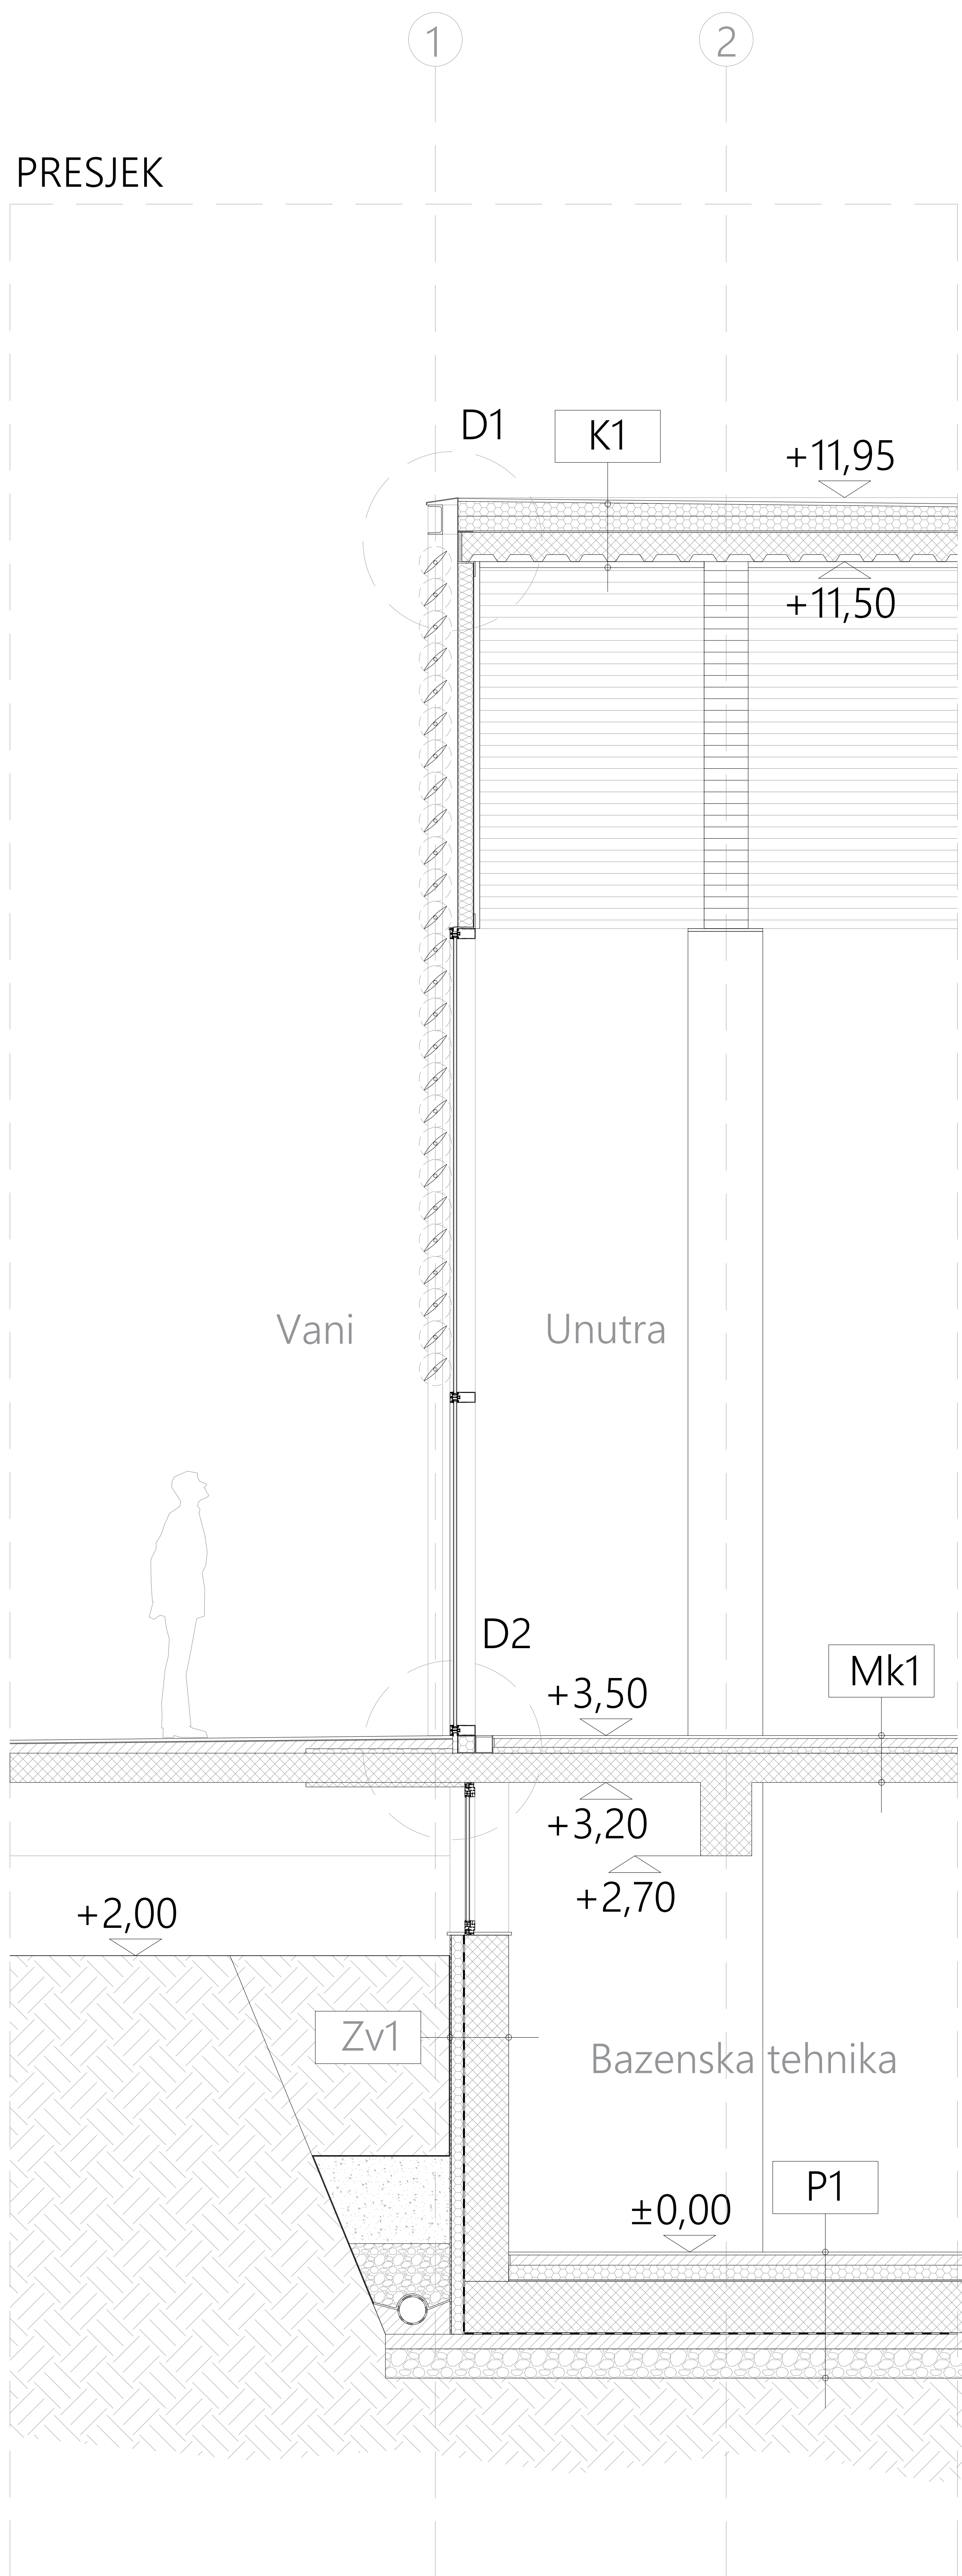 1
2
PRESJEK
D1
K1
+11,95
+11,50
Vani
Unutra
D2
Mk1
+3,50
+3,20
+2,70
+2,00
Zv1
Bazenska tehnika
P1
±0,00